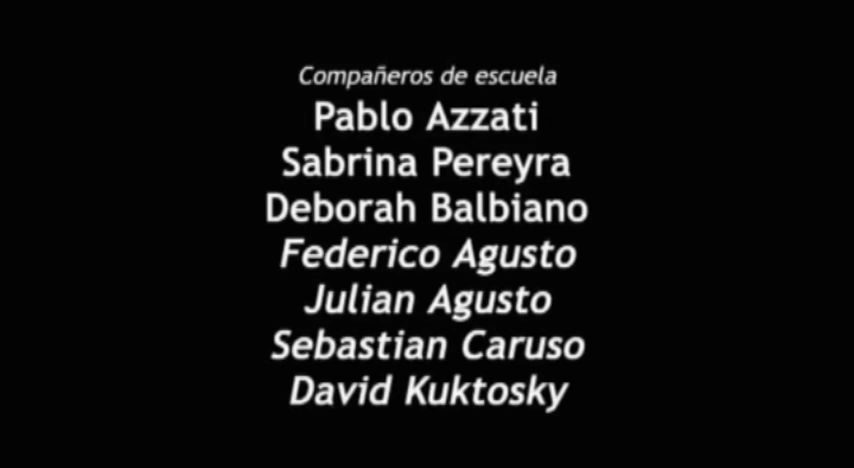 Compañeros de escuela
Pablo Azzati
Sabrina Pereyra
Deborah Balbiano
Federico Agusto
Julian Agusto
Sebastian Caruso
David Kuktosky